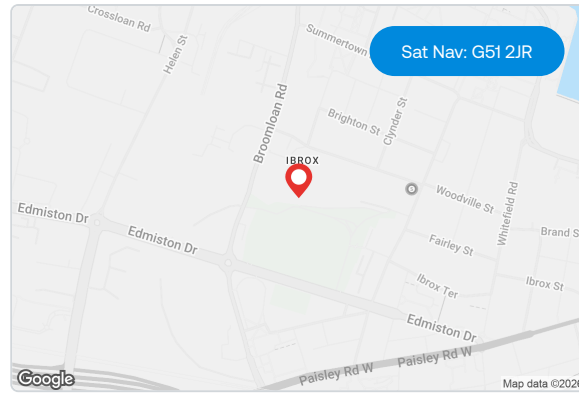 Crossloan Rd
Helen St
Summertown
Sat Nav: G51 2JR
Broomloan Rd
Brighton St
Clynder St
IBROX
Woodville St
Whitefield Rd
Edmiston Dr
Edmiston Dr
Fairley St
Brand S
Ibrox Ter
Ibrox St
Edmiston Dr
Paisley Rd W
Paisley Rd W
Google
Map data ©2026